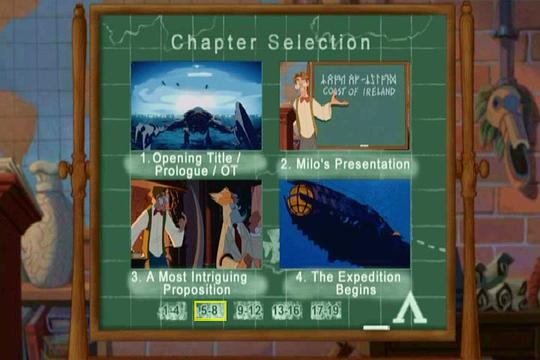 Chapter Selection
COAST OF IRELAND
1. Opening Title /
Prologue / OT
2. Milo's Presentation
3. A Most Intriguing
Proposition
4. The Expedition
Begins
1-4 5-8 9-12 13-16 17-19